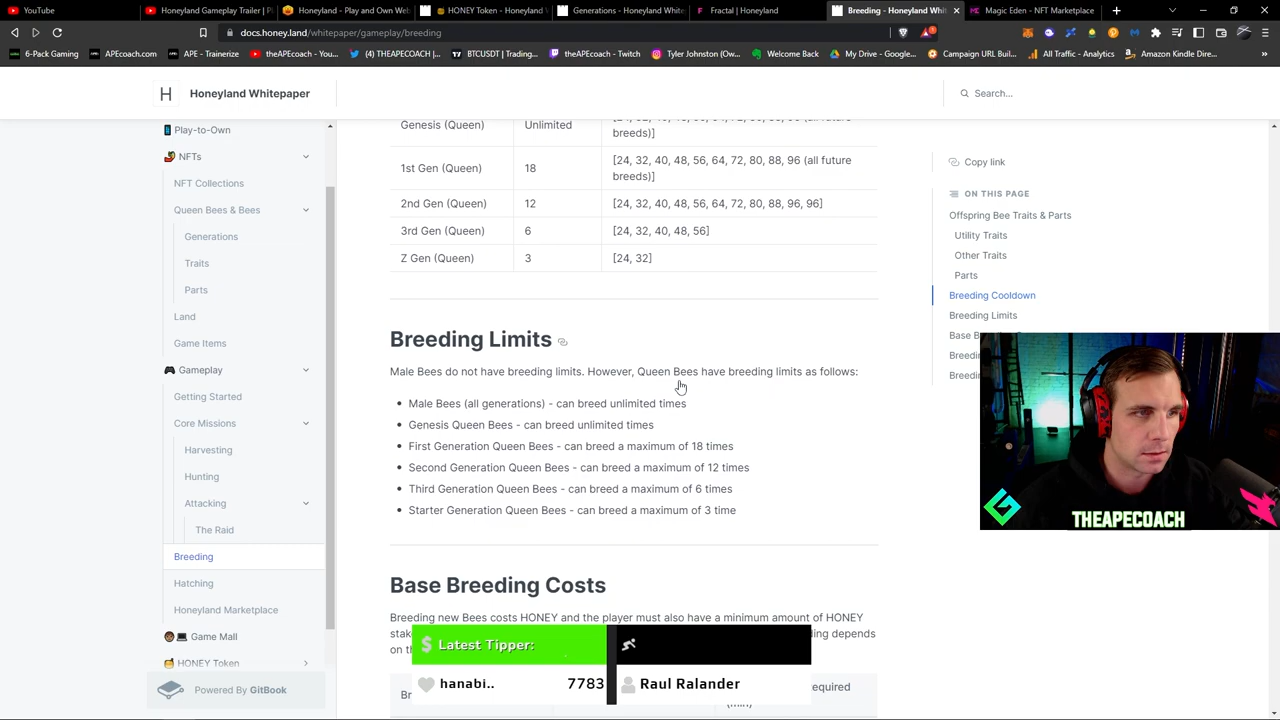 YouTube
Honeyland Gameplay Trailer | P
Honeyland - Play and Own Web
HONEY Token - Honeyland W
Generations - Honeyland White
Fractal | Honeyland
Breeding - Honeyland Whi
Magic Eden - NFT Marketplace
docs.honey.land/whitepaper/gameplay/breeding
6-Pack Gaming
APEcoach.com
APE - Trainerize
theAPEcoach - You...
(4) THEAPECOACH |...
BTCUSDT | Trading...
theAPEcoach - Twitch
Tyler Johnston (Ow...
Welcome Back
My Drive - Google...
Campaign URL Buil...
All Traffic - Analytics
Amazon Kindle Dire...
H Honeyland Whitepaper
Search...
Play-to-Own
NFTs
NFT Collections
Queen Bees & Bees
Generations
Traits
Parts
Land
Game Items
Gameplay
Getting Started
Core Missions
Harvesting
Hunting
Attacking
The Raid
Breeding
Hatching
Honeyland Marketplace
Game Mall
HONEY Token
Powered By GitBook
Genesis (Queen) Unlimited
breeds)]
1st Gen (Queen) 18 [24, 32, 40, 48, 56, 64, 72, 80, 88, 96 (all future
breeds)]
2nd Gen (Queen) 12 [24, 32, 40, 48, 56, 64, 72, 80, 88, 96, 96]
3rd Gen (Queen) 6 [24, 32, 40, 48, 56]
Z Gen (Queen) 3 [24, 32]
Breeding Limits
Male Bees do not have breeding limits. However, Queen Bees have breeding limits as follows:
• Male Bees (all generations) - can breed unlimited times
• Genesis Queen Bees - can breed unlimited times
• First Generation Queen Bees - can breed a maximum of 18 times
• Second Generation Queen Bees - can breed a maximum of 12 times
• Third Generation Queen Bees - can breed a maximum of 6 times
• Starter Generation Queen Bees - can breed a maximum of 3 time
Base Breeding Costs
Breeding new Bees costs HONEY and the player must also have a minimum amount of HONEY
ding depends
required
Copy link
ON THIS PAGE
Offspring Bee Traits & Parts
Utility Traits
Other Traits
Parts
Breeding Cooldown
Breeding Limits
Latest Tipper:
hanabi.. 7783
Raul Ralander
THEAPECOACH